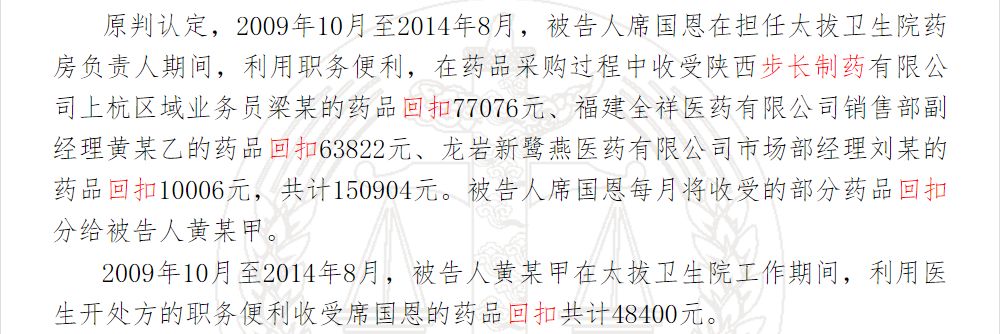 原判认定，2009年10月至2014年8月，被告人席国恩在担任太拔卫生院药
房负责人期间，利用职务便利，在药品采购过程中收受陕西步长制药有限公
司上杭区域业务员梁某的药品回扣77076元、福建全祥医药有限公司销售部副
经理黄某乙的药品回扣63822元、龙岩新鹭燕医药有限公司市场部经理刘某的
药品回扣10006元，共计150904元。被告人席国恩每月将收受的部分药品回扣
分给被告人黄某甲。
2009年10月至2014年8月，被告人黄某甲在太拔卫生院工作期间，利用医
生开处方的职务便利收受席国恩的药品回扣共计48400元。